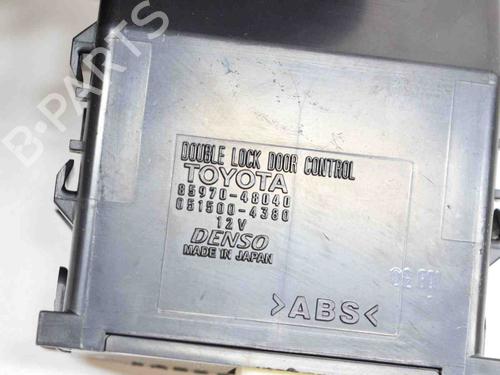 B-PARTS
DOUBLE LOCK DOOR CONTROL
TOYOTA
85970-48040
051500-4380
12V
DENSO
MADE IN JAPAN
>ABS<